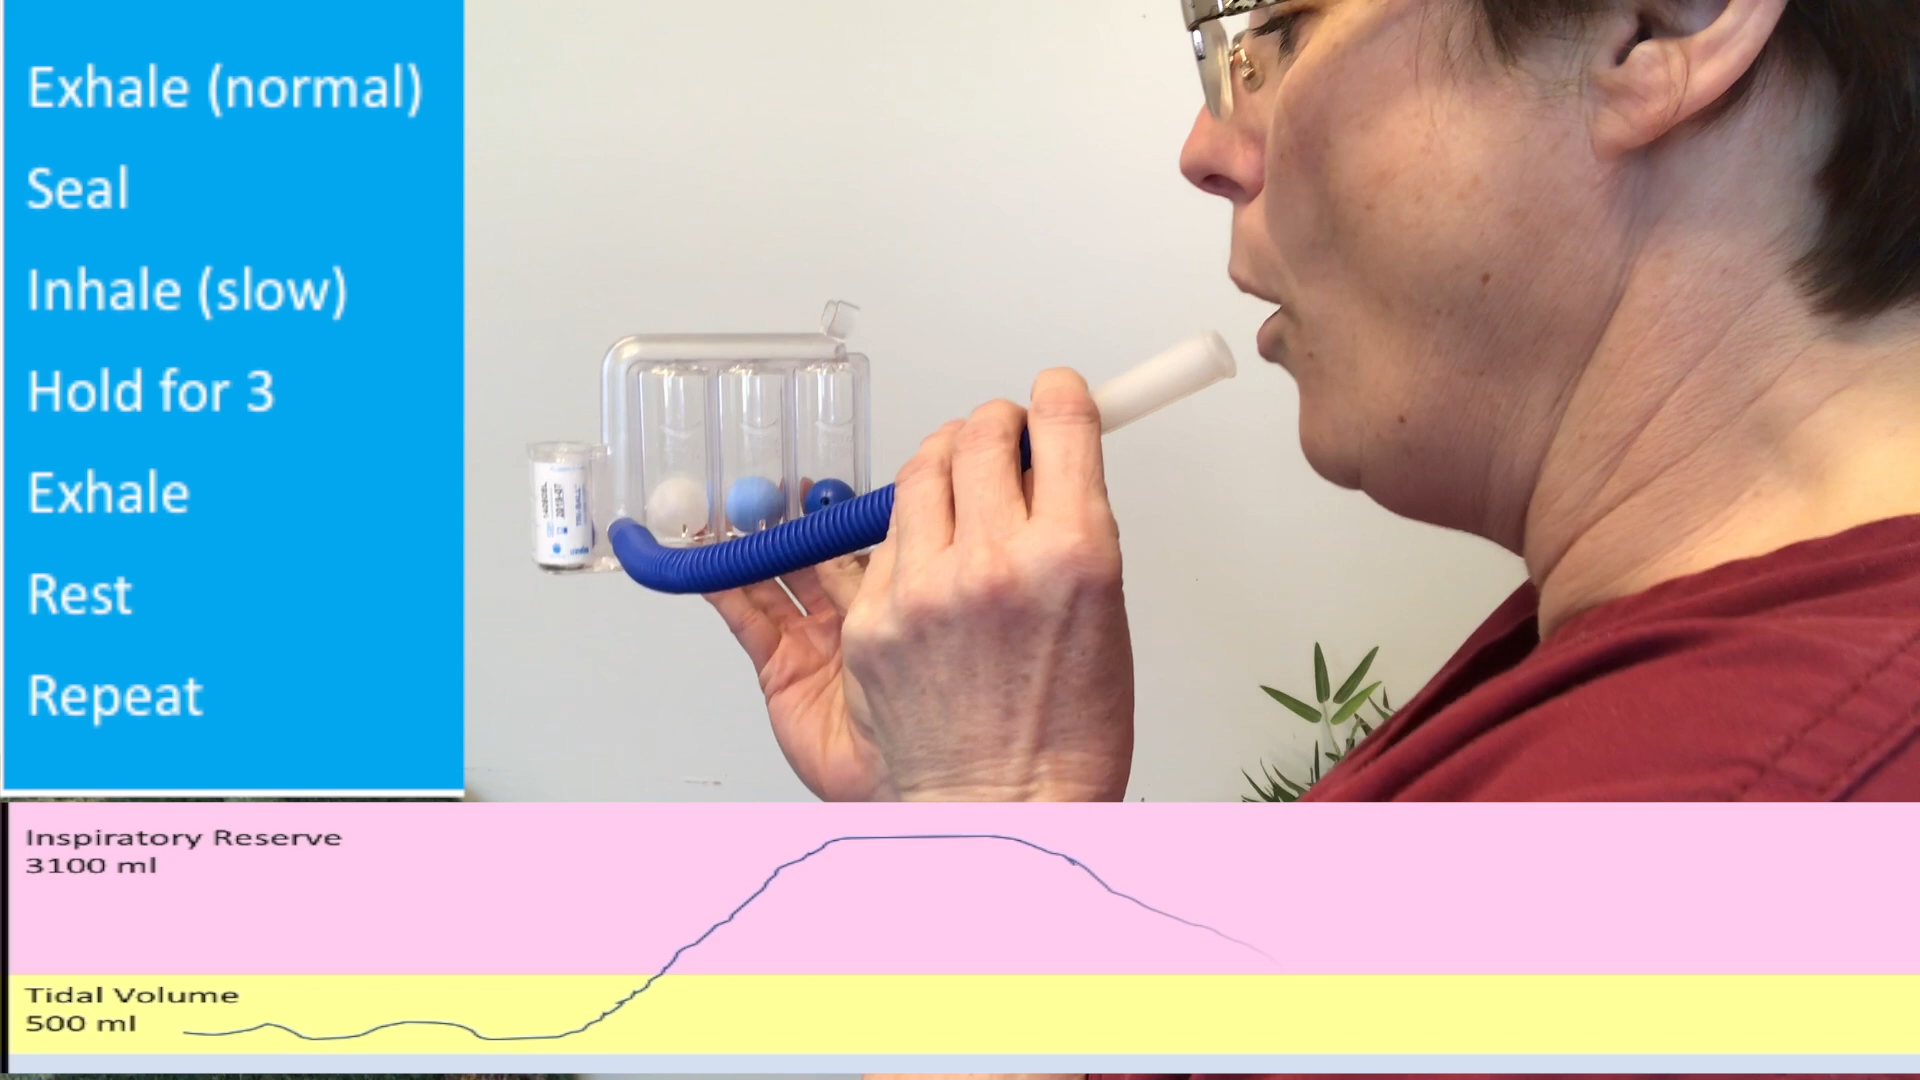 Exhale (normal)
Seal
Inhale (slow)
Hold for 3
Exhale
Rest
Repeat
Inspiratory Reserve
3100 ml
Tidal Volume
500 ml